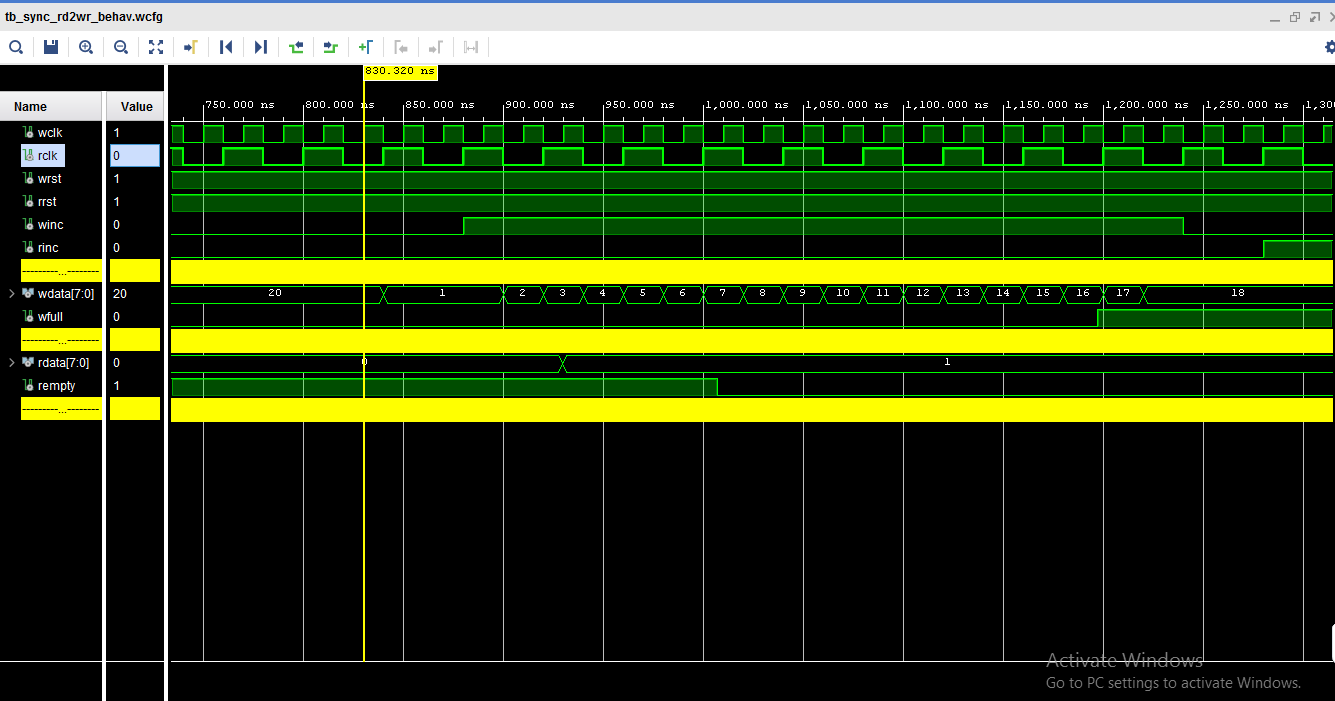 tb_sync_rd2wr_behav.wcfg
830.320 ns
Name Value
750.000 ns 800.000 ns 850.000 ns 900.000 ns 950.000 ns 1,000.000 ns 1,050.000 ns 1,100.000 ns 1,150.000 ns 1,200.000 ns 1,250.000 ns 1,300
wclk 1
rclk 0
wrst 1
rrst 1
winc 0
rinc 0
---------...--------
wdata[7:0] 20 20 1 2 3 4 5 6 7 8 9 10 11 12 13 14 15 16 17 18
wfull 0
---------...--------
rdata[7:0] 0 0 1
rempty 1
---------...--------
Activate Windows
Go to PC settings to activate Windows.